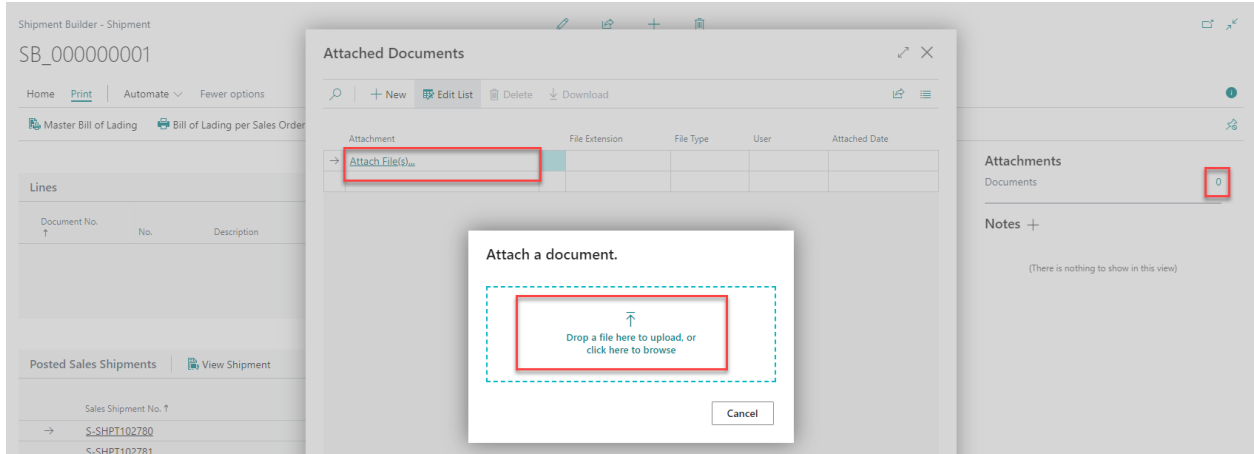 Shipment Builder - Shipment
SB_000000001
Home Print Automate Fewer options
Master Bill of Lading Bill of Lading per Sales Order
Lines
Document No.
↑ No. Description
Posted Sales Shipments View Shipment
Sales Shipment No. ↑
→ S-SHPT102780
S-SHPT102781
Attached Documents
+ New Edit List Delete Download
Attachment File Extension File Type User Attached Date
→ Attach File(s)...
Attach a document.
Drop a file here to upload, or
click here to browse
Cancel
Attachments
Documents 0
Notes +
(There is nothing to show in this view)